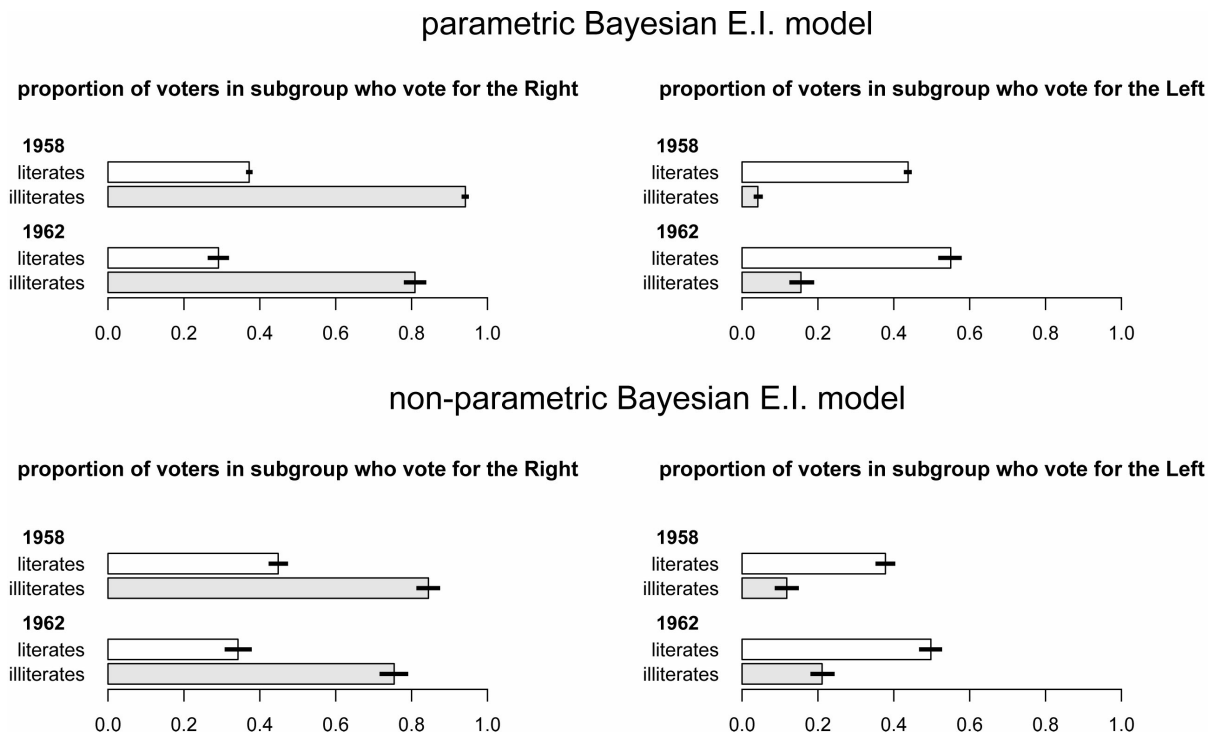 parametric Bayesian E.I. model
proportion of voters in subgroup who vote for the Right
1958
literates
illiterates
1962
literates
illiterates
0.0 0.2 0.4 0.6 0.8 1.0
proportion of voters in subgroup who vote for the Left
1958
literates
illiterates
1962
literates
illiterates
0.0 0.2 0.4 0.6 0.8 1.0
non-parametric Bayesian E.I. model
proportion of voters in subgroup who vote for the Right
1958
literates
illiterates
1962
literates
illiterates
0.0 0.2 0.4 0.6 0.8 1.0
proportion of voters in subgroup who vote for the Left
1958
literates
illiterates
1962
literates
illiterates
0.0 0.2 0.4 0.6 0.8 1.0